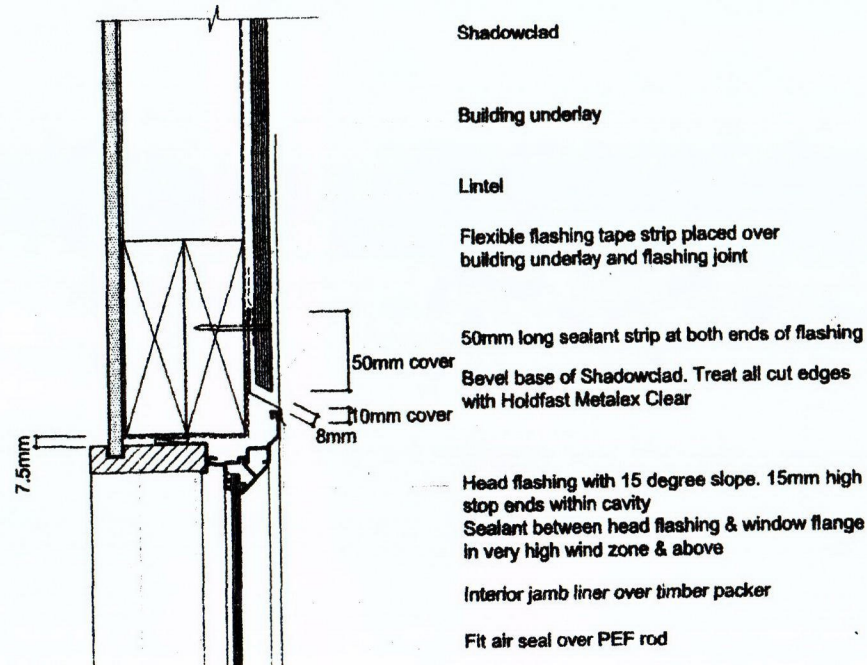 Shadowclad
Building underlay
Lintel
Flexible flashing tape strip placed over
building underlay and flashing joint
50mm long sealant strip at both ends of flashing
50mm cover
Bevel base of Shadowclad. Treat all cut edges
with Holdfast Metalex Clear
10mm cover
8mm
7.5mm
Head flashing with 15 degree slope. 15mm high
stop ends within cavity
Sealant between head flashing & window flange
in very high wind zone & above
Interior jamb liner over timber packer
Fit air seal over PEF rod